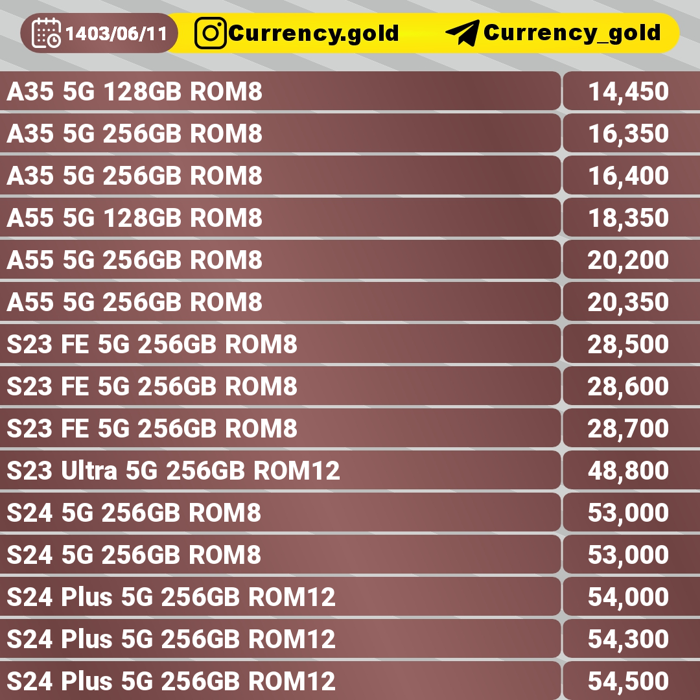 1403/06/11 Currency.gold Currency_gold
A35 5G 128GB ROM8 14,450
A35 5G 256GB ROM8 16,350
A35 5G 256GB ROM8 16,400
A55 5G 128GB ROM8 18,350
A55 5G 256GB ROM8 20,200
A55 5G 256GB ROM8 20,350
S23 FE 5G 256GB ROM8 28,500
S23 FE 5G 256GB ROM8 28,600
S23 FE 5G 256GB ROM8 28,700
S23 Ultra 5G 256GB ROM12 48,800
S24 5G 256GB ROM8 53,000
S24 5G 256GB ROM8 53,000
S24 Plus 5G 256GB ROM12 54,000
S24 Plus 5G 256GB ROM12 54,300
S24 Plus 5G 256GB ROM12 54,500